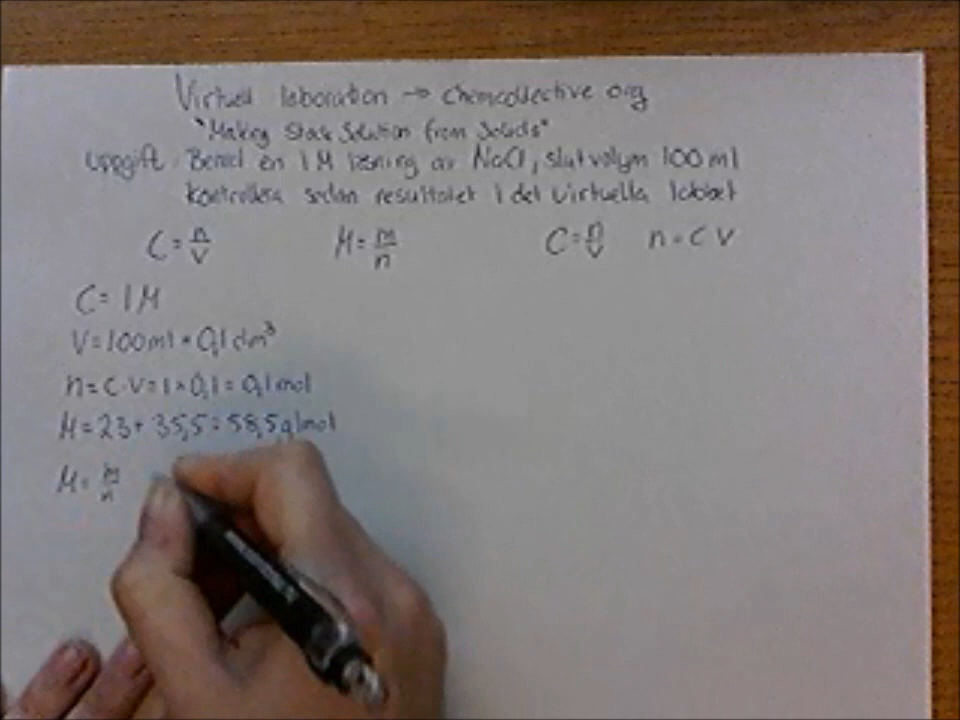 Virtuell laboration → chemcollective.org
"Making Stock Solution from Solids"
Uppgift: Bered en 1 M lösning av NaCl, slutvolym 100 ml
Kontrollera sedan resultatet i det virtuella labbet
C = n/V M = m/n C = n/V n = C V
C = 1 M
V = 100 ml = 0,1 dm³
n = C·V = 1 × 0,1 = 0,1 mol
M = 23 + 35,5 = 58,5 g/mol
M = m/n